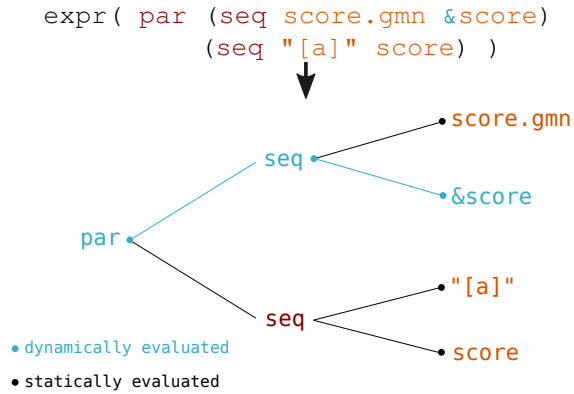 expr( par (seq score.gmn &score)
(seq "[a]" score) )
score.gmn
seq
&score
par
"[a]"
seq
score
dynamically evaluated
statically evaluated